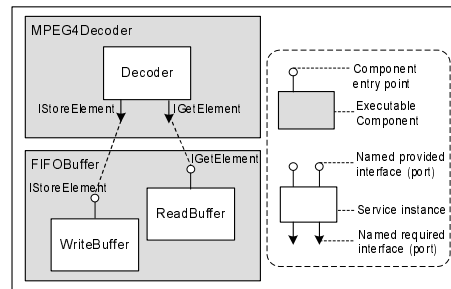 MPEG4Decoder
Decoder
IStoreElement
IGetElement
FIFOBuffer
IGetElement
IStoreElement
ReadBuffer
WriteBuffer
Component
entry point
Executable
Component
Named provided
interface (port)
Service instance
Named required
interface (port)